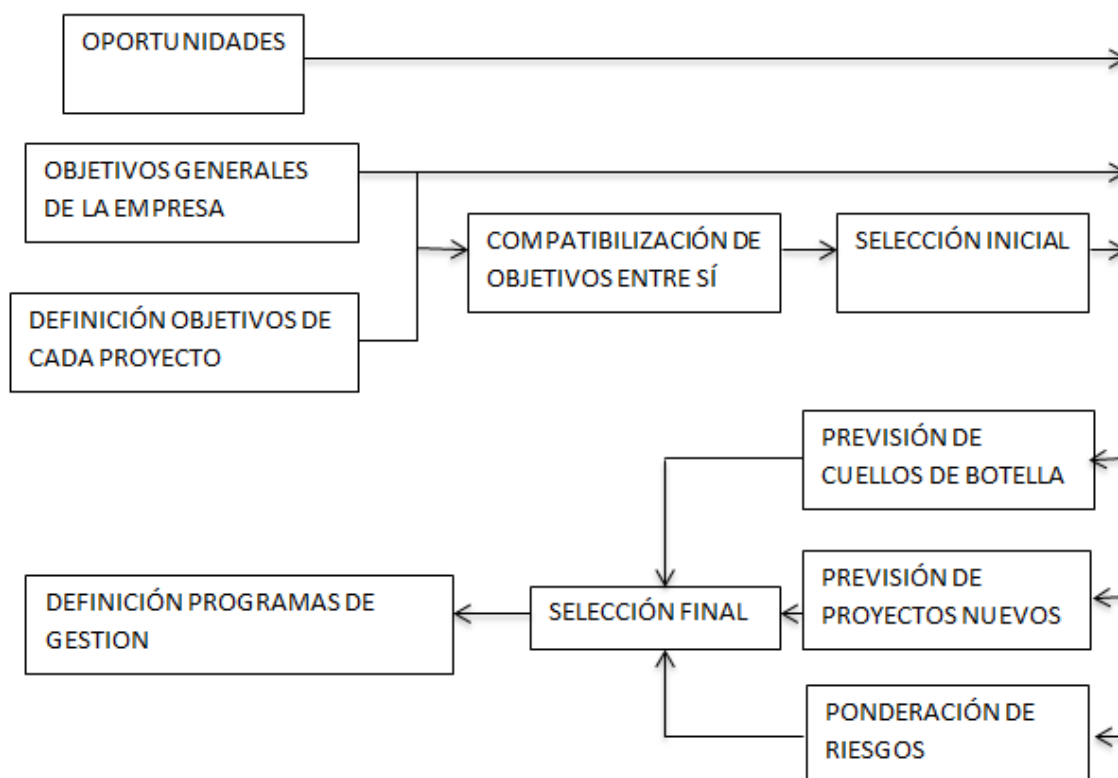 OPORTUNIDADES
OBJETIVOS GENERALES
DE LA EMPRESA
COMPATIBILIZACIÓN DE
OBJETIVOS ENTRE SÍ
SELECCIÓN INICIAL
DEFINICIÓN OBJETIVOS DE
CADA PROYECTO
PREVISIÓN DE
CUELLOS DE BOTELLA
DEFINICIÓN PROGRAMAS DE
GESTION
SELECCIÓN FINAL
PREVISIÓN DE
PROYECTOS NUEVOS
PONDERACIÓN DE
RIESGOS